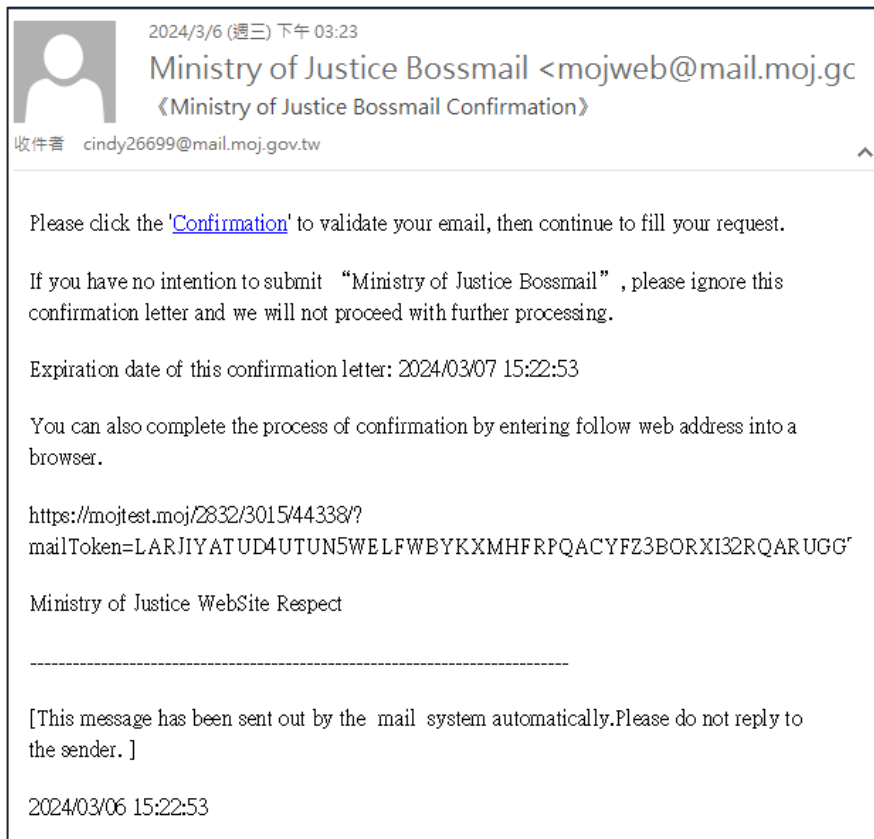 2024/3/6 (週三) 下午 03:23
Ministry of Justice Bossmail <mojweb@mail.moj.gc
《Ministry of Justice Bossmail Confirmation》
收件者 cindy26699@mail.moj.gov.tw
Please click the 'Confirmation' to validate your email, then continue to fill your request.
If you have no intention to submit “Ministry of Justice Bossmail”, please ignore this
confirmation letter and we will not proceed with further processing.
Expiration date of this confirmation letter: 2024/03/07 15:22:53
You can also complete the process of confirmation by entering follow web address into a
browser.
https://mojtest.moj/2832/3015/44338/?
mailToken=LARJIYATUD4UTUN5WELFWBYKXMHFRPQACYFZ3BORXI32RQARUGG
Ministry of Justice WebSite Respect
----------------------------------------------------------------------------
[This message has been sent out by the mail system automatically.Please do not reply to
the sender. ]
2024/03/06 15:22:53